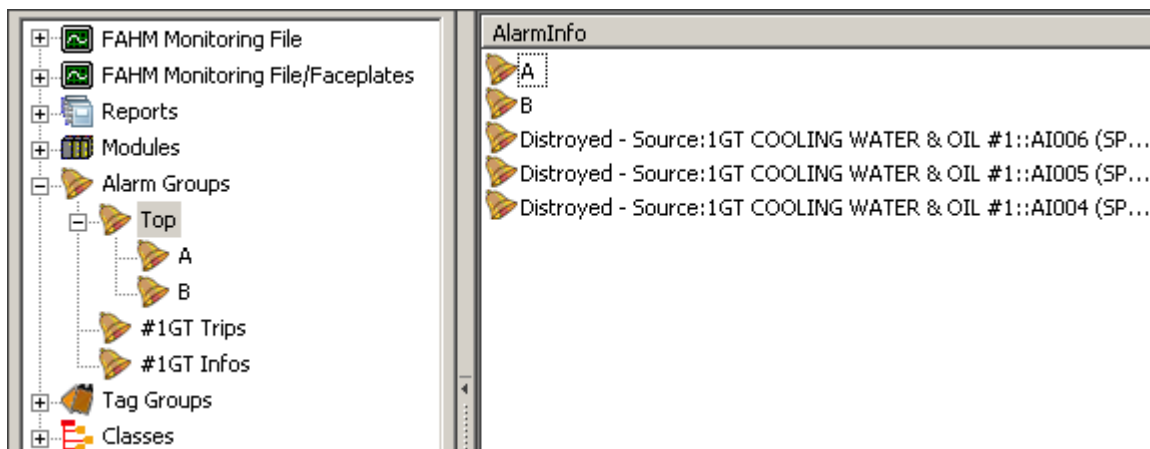 FAHM Monitoring File
FAHM Monitoring File/Faceplates
Reports
Modules
Alarm Groups
Top
A
B
#1GT Trips
#1GT Infos
Tag Groups
Classes
AlarmInfo
A
B
Distroyed - Source:1GT COOLING WATER & OIL #1::AI006 (SP...
Distroyed - Source:1GT COOLING WATER & OIL #1::AI005 (SP...
Distroyed - Source:1GT COOLING WATER & OIL #1::AI004 (SP...